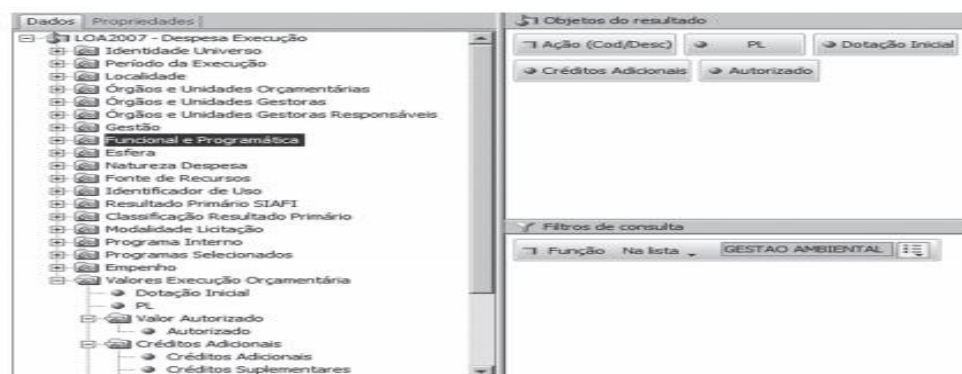 Dados Propriedades
LOA2007 - Despesa Execução
Identidade Universo
Período da Execução
Localidade
Órgãos e Unidades Orçamentárias
Órgãos e Unidades Gestoras
Órgãos e Unidades Gestoras Responsáveis
Gestão
Funcional e Programática
Esfera
Natureza Despesa
Fonte de Recursos
Identificador de Uso
Resultado Primário SIAFI
Classificação Resultado Primário
Modalidade Licitação
Programa Interno
Programas Selecionados
Empenho
Valores Execução Orçamentária
Dotação Inicial
PL
Valor Autorizado
Autorizado
Créditos Adicionais
Créditos Adicionais
Créditos Suplementares
Objetos do resultado
Ação (Cod/Desc) PL Dotação Inicial
Créditos Adicionais Autorizado
Filtros de consulta
Função Na lista GESTAO AMBIENTAL